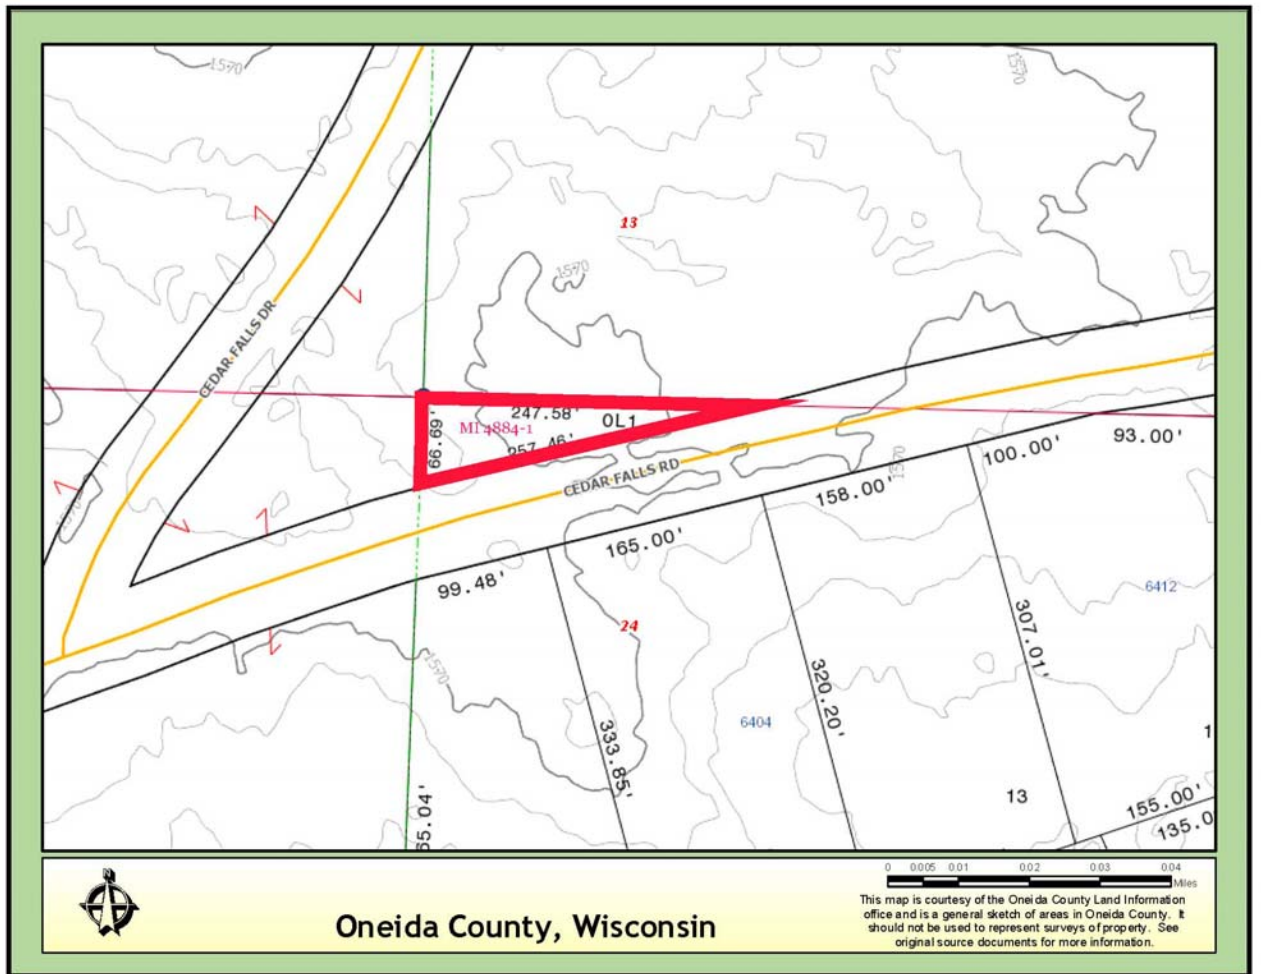 1570
1570
13
1570
CEDAR FALLS DR
247.58'
OL1
MI 4884-1
66.69'
257.46'
CEDAR FALLS RD
100.00'
93.00'
158.00'
1570
165.00'
1570
99.48'
6412
24
307.01'
1570
320.20'
6404
333.85'
1
13
155.00'
135.0
55.04'
N
Oneida County, Wisconsin
0 0.005 0.01 0.02 0.03 0.04
Miles
This map is courtesy of the Oneida County Land Information
office and is a general sketch of areas in Oneida County. It
should not be used to represent surveys of property. See
original source documents for more information.